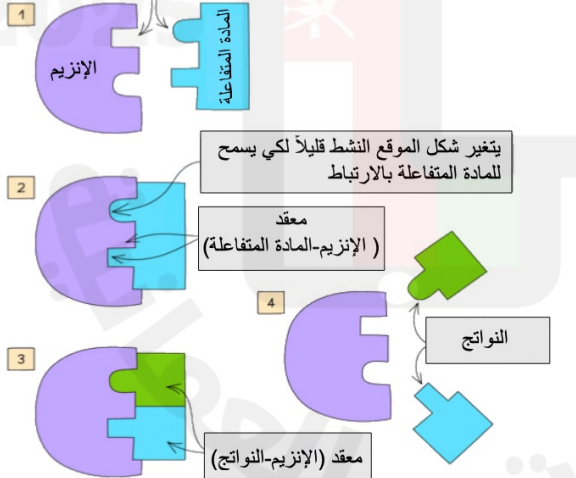 1
الإنزيم
المادة المتفاعلة
يتغير شكل الموقع النشط قليلاً لكي يسمح
للمادة المتفاعلة بالارتباط
2
معقد
( الإنزيم-المادة المتفاعلة)
4
النواتج
3
معقد (الإنزيم-النواتج)